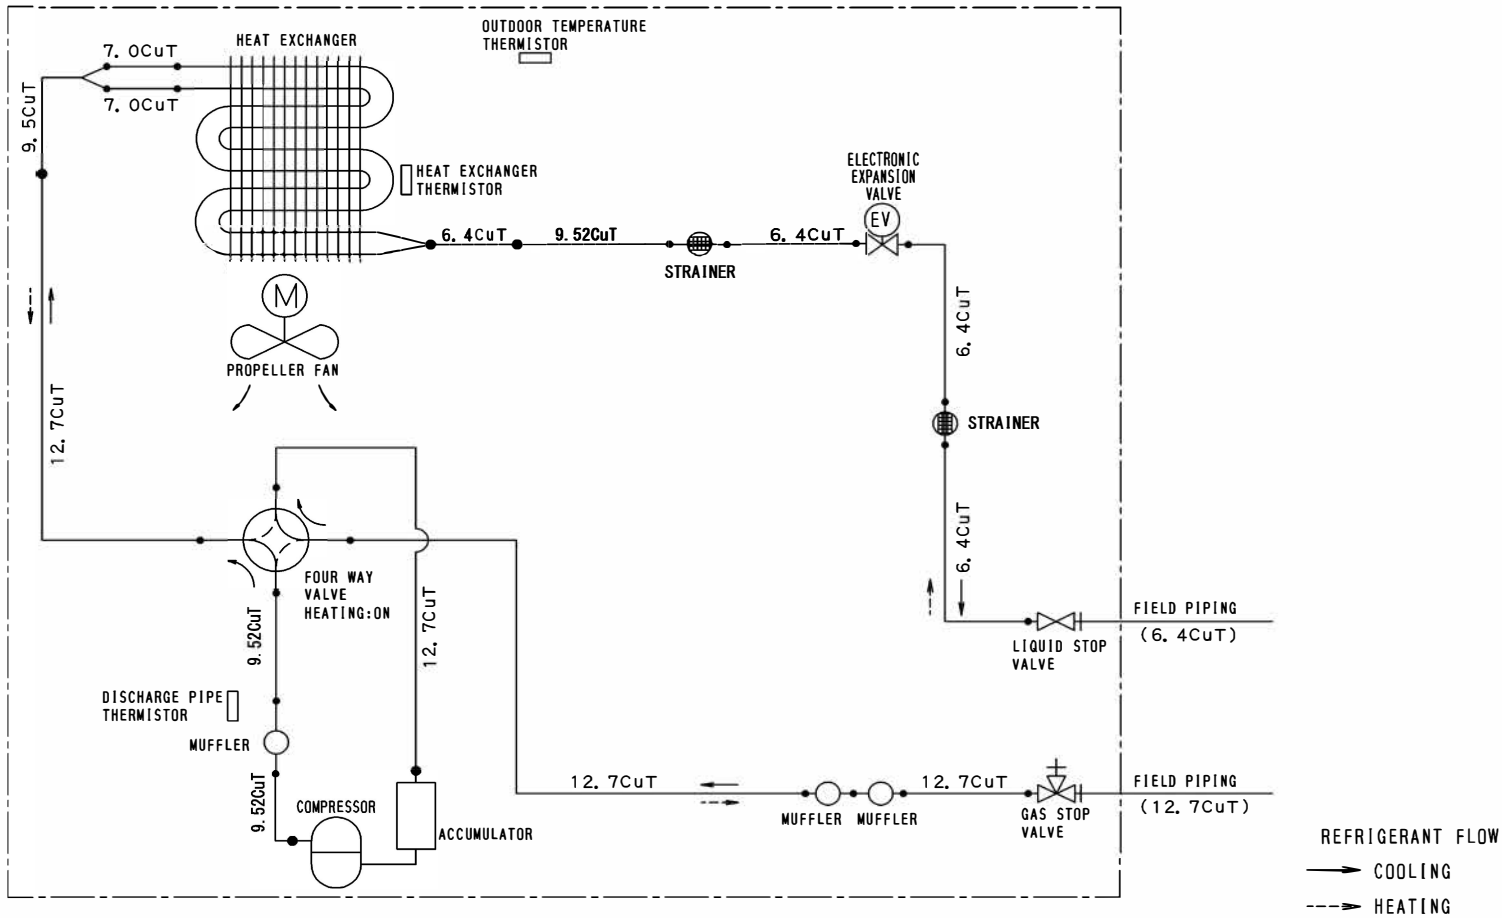 OUTDOOR TEMPERATURE
THERMISTOR
HEAT EXCHANGER
7. 0CuT
7. 0CuT
9. 5CuT
HEAT EXCHANGER
THERMISTOR
ELECTRONIC
EXPANSION
VALVE
EV
6. 4CuT
9.52CuT
6. 4CuT
STRAINER
M
PROPELLER FAN
6. 4CuT
12. 7CuT
STRAINER
6. 4CuT
FOUR WAY
VALVE
HEATING:ON
9.52CuT
12. 7CuT
FIELD PIPING
(6. 4CuT)
LIQUID STOP
VALVE
DISCHARGE PIPE
THERMISTOR
MUFFLER
9.52CuT
COMPRESSOR
ACCUMULATOR
12. 7CuT
12. 7CuT
MUFFLER
MUFFLER
GAS STOP
VALVE
FIELD PIPING
(12. 7CuT)
REFRIGERANT FLOW
COOLING
HEATING